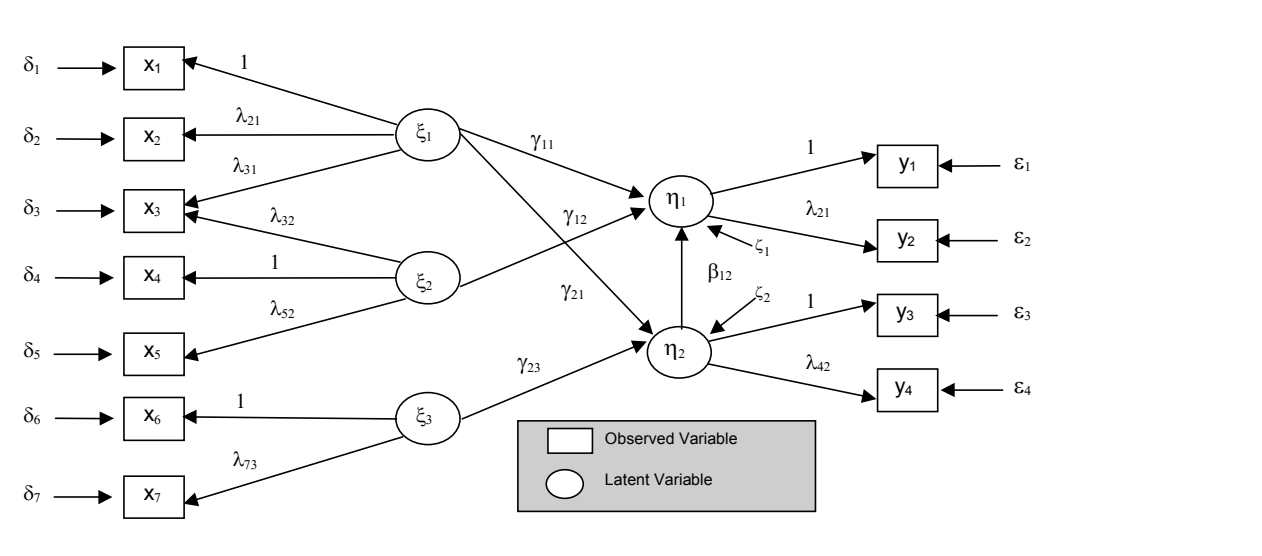 δ₁ x₁ 1
δ₂ x₂ λ₂₁ ξ₁ γ₁₁ 1 y₁ ε₁
δ₃ x₃ λ₃₁ η₁
λ₃₂ γ₁₂ λ₂₁ y₂ ε₂
ζ₁
δ₄ x₄ 1 ξ₂ β₁₂
λ₅₂ γ₂₁ ζ₂ 1 y₃ ε₃
δ₅ x₅ γ₂₃ η₂ λ₄₂ y₄ ε₄
δ₆ x₆ 1 ξ₃
λ₇₃
δ₇ x₇
Observed Variable
Latent Variable